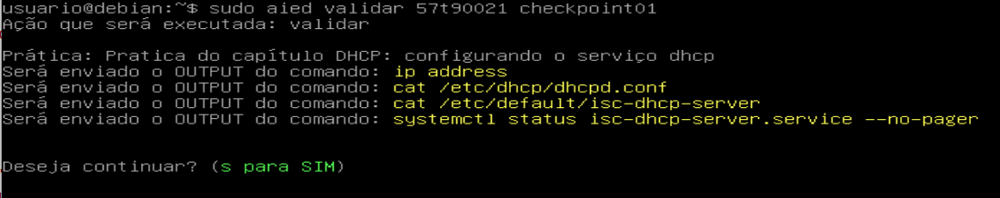 usuario@debian:~$ sudo aied validar 57t90021 checkpoint01
Ação que será executada: validar
Prática: Pratica do capítulo DHCP: configurando o serviço dhcp
Será enviado o OUTPUT do comando: ip address
Será enviado o OUTPUT do comando: cat /etc/dhcp/dhcpd.conf
Será enviado o OUTPUT do comando: cat /etc/default/isc-dhcp-server
Será enviado o OUTPUT do comando: systemctl status isc-dhcp-server.service --no-pager
Deseja continuar? (s para SIM)